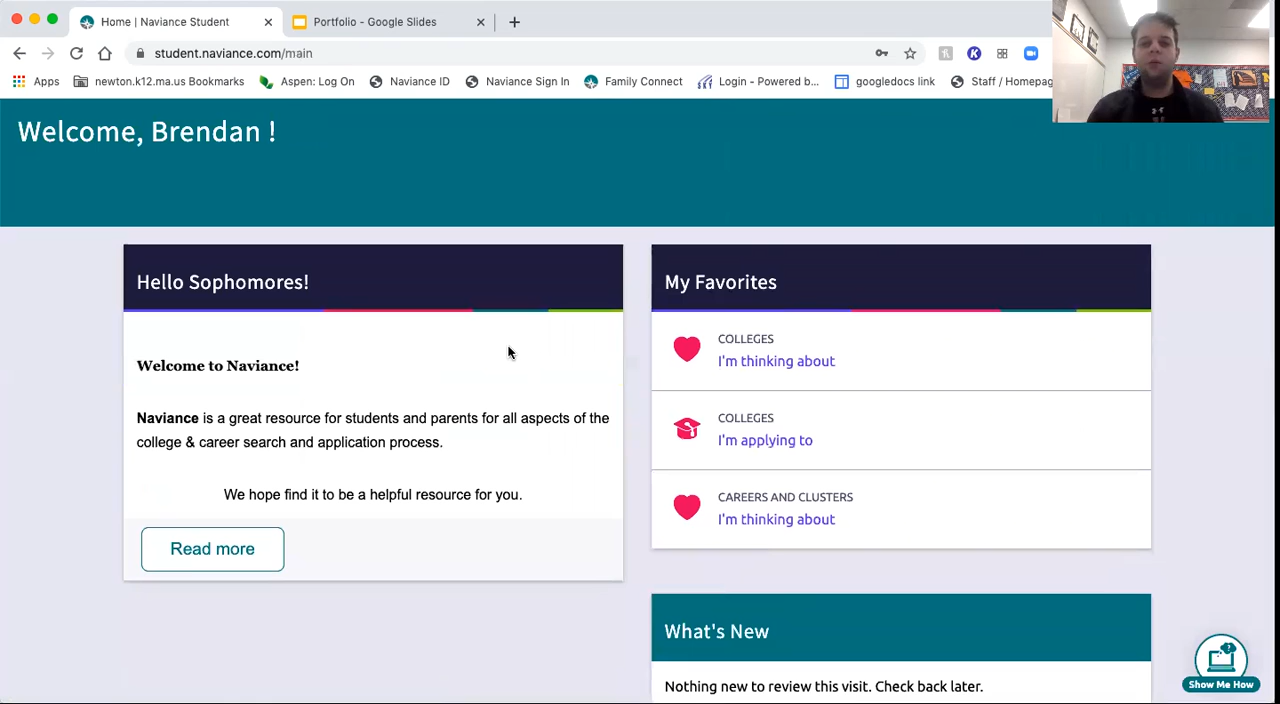 Home | Naviance Student
Portfolio - Google Slides
student.naviance.com/main
Apps newton.k12.ma.us Bookmarks Aspen: Log On Naviance ID Naviance Sign In Family Connect Login - Powered b... googledocs link Staff / Homepag
Welcome, Brendan !
Hello Sophomores!
Welcome to Naviance!
Naviance is a great resource for students and parents for all aspects of the
college & career search and application process.
We hope find it to be a helpful resource for you.
Read more
My Favorites
COLLEGES
I'm thinking about
COLLEGES
I'm applying to
CAREERS AND CLUSTERS
I'm thinking about
What's New
Nothing new to review this visit. Check back later.
Show Me How